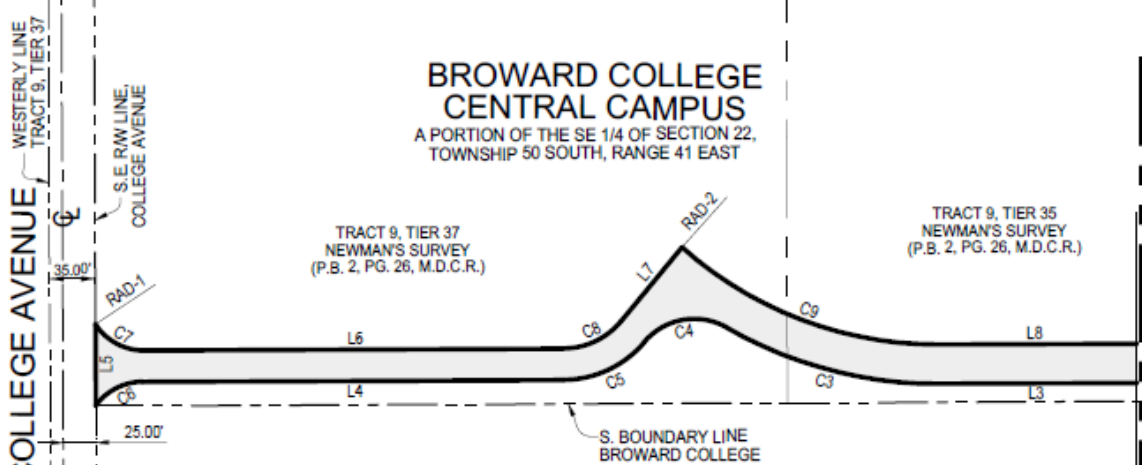 WESTERLY LINE
TRACT 9, TIER 37
S.E. R/W LINE,
COLLEGE AVENUE
COLLEGE AVENUE
CL
BROWARD COLLEGE
CENTRAL CAMPUS
A PORTION OF THE SE 1/4 OF SECTION 22,
TOWNSHIP 50 SOUTH, RANGE 41 EAST
TRACT 9, TIER 37
NEWMAN'S SURVEY
(P.B. 2, PG. 26, M.D.C.R.)
TRACT 9, TIER 35
NEWMAN'S SURVEY
(P.B. 2, PG. 26, M.D.C.R.)
35.00'
RAD-1
RAD-2
C7
L6
C8
L7
C4
C9
L8
L5
C6
L4
C5
C3
L3
25.00'
S. BOUNDARY LINE
BROWARD COLLEGE